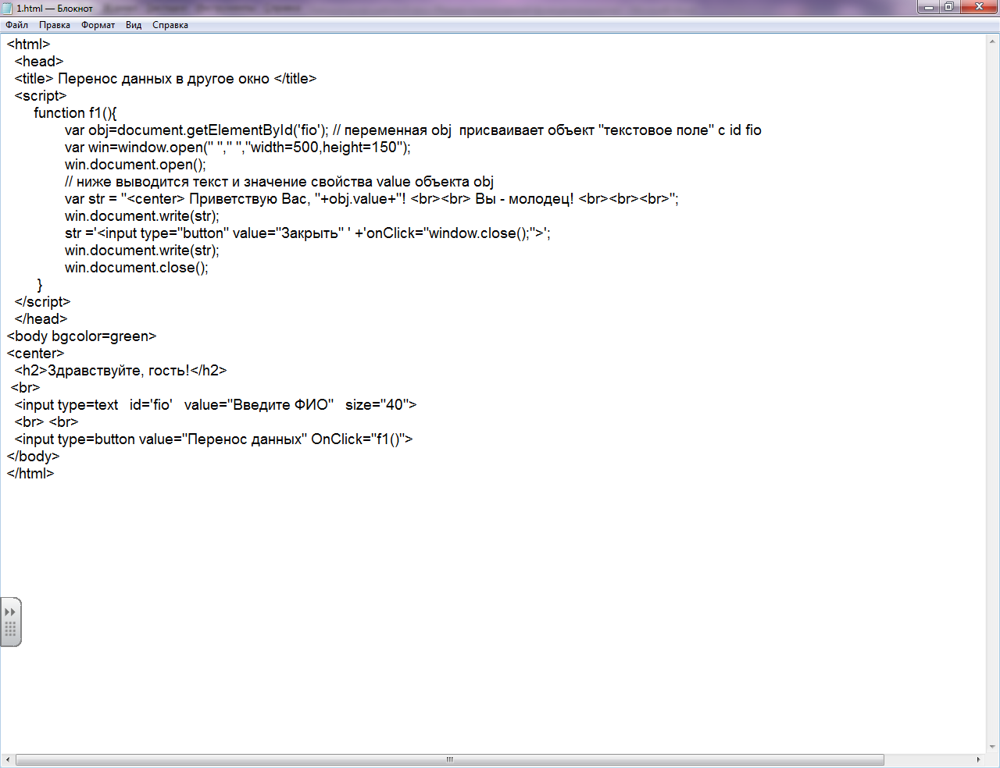 1.html — Блокнот
Файл Правка Формат Вид Справка
<html>
<head>
<title> Перенос данных в другое окно </title>
<script>
function f1(){
var obj=document.getElementById('fio'); // переменная obj  присваивает объект "текстовое поле" с id fio
var win=window.open(" "," ","width=500,height=150");
win.document.open();
// ниже выводится текст и значение свойства value объекта obj
var str = "<center> Приветствую Вас, "+obj.value+"! <br><br> Вы - молодец! <br><br><br>";
win.document.write(str);
str ='<input type="button" value="Закрыть" ' +'onClick="window.close();">';
win.document.write(str);
win.document.close();
}
</script>
</head>
<body bgcolor=green>
<center>
<h2>Здравствуйте, гость!</h2>
<br>
<input type=text   id='fio'   value="Введите ФИО"   size="40">
<br> <br>
<input type=button value="Перенос данных" OnClick="f1()">
</body>
</html>